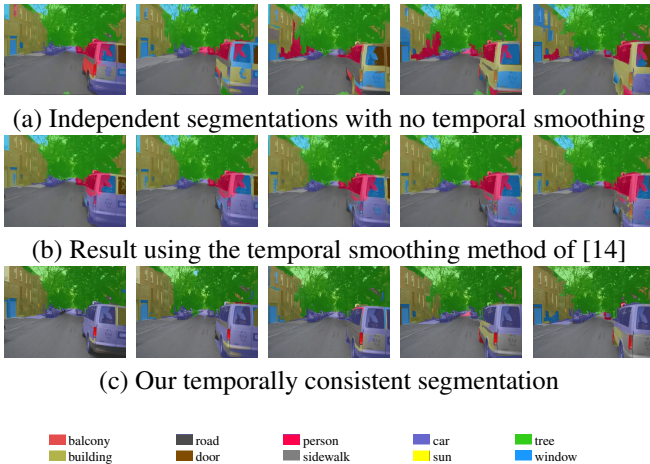 (a) Independent segmentations with no temporal smoothing
(b) Result using the temporal smoothing method of [14]
(c) Our temporally consistent segmentation
balcony road person car tree
building door sidewalk sun window